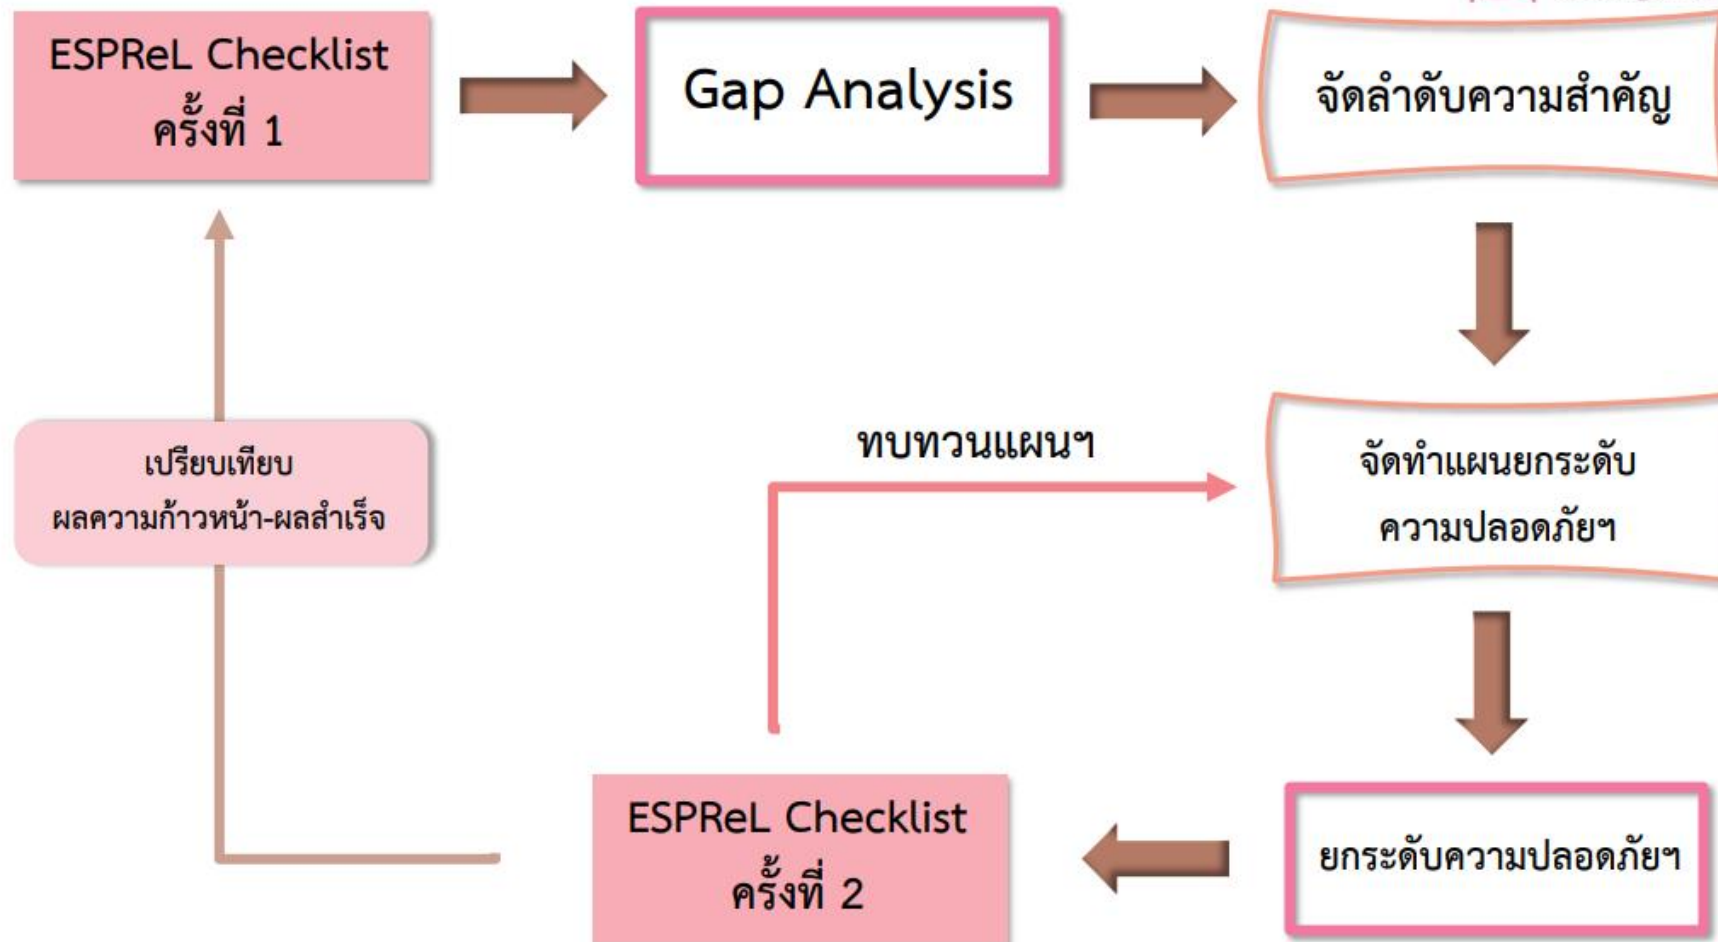 ESPReL Checklist
ครั้งที่ 1
Gap Analysis
จัดลำดับความสำคัญ
เปรียบเทียบ
ผลความก้าวหน้า-ผลสำเร็จ
ทบทวนแผนฯ
จัดทำแผนยกระดับ
ความปลอดภัยฯ
ESPReL Checklist
ครั้งที่ 2
ยกระดับความปลอดภัยฯ